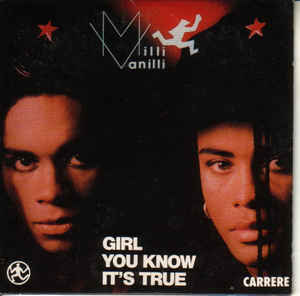 Milli
Vanilli
GIRL
YOU KNOW
IT'S TRUE
CARRERE